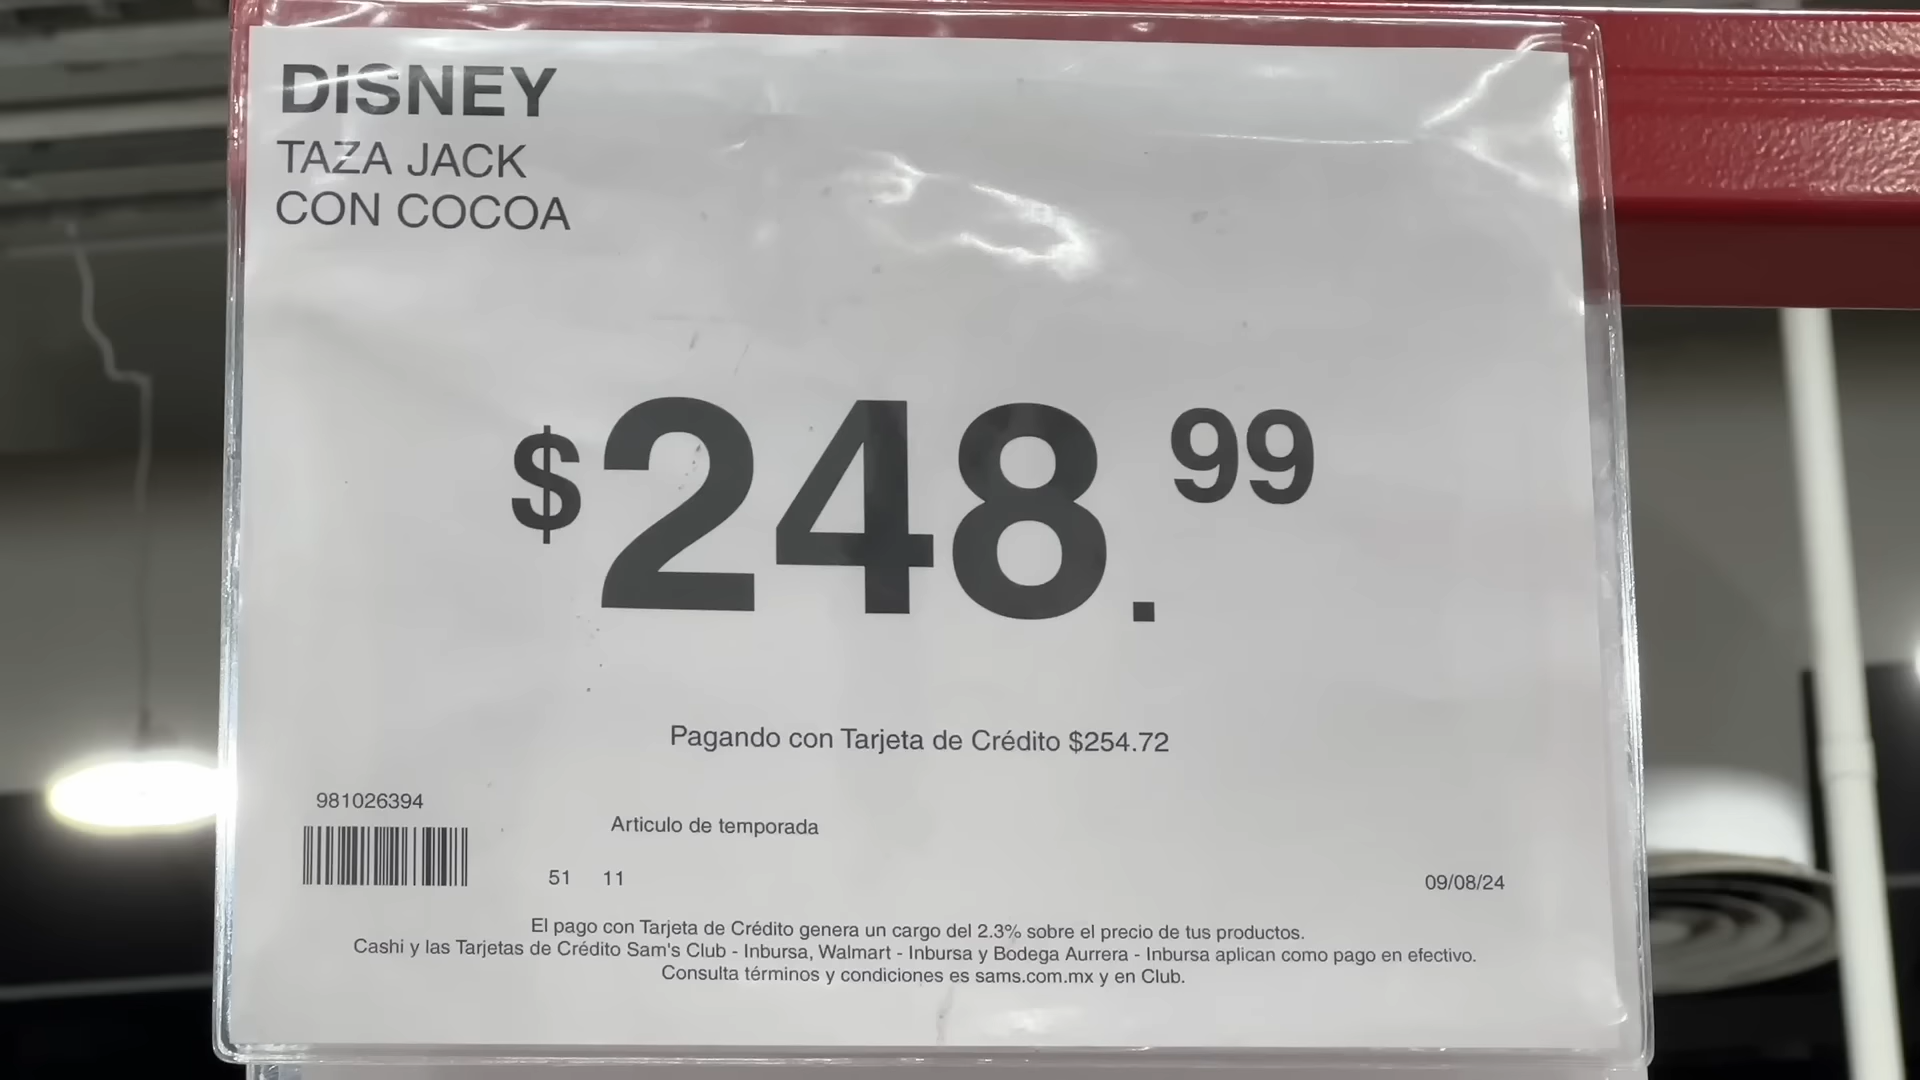 DISNEY
TAZA JACK
CON COCOA
$248.99
Pagando con Tarjeta de Crédito $254.72
981026394
Articulo de temporada
51 11
09/08/24
El pago con Tarjeta de Crédito genera un cargo del 2.3% sobre el precio de tus productos.
Cashi y las Tarjetas de Crédito Sam's Club - Inbursa, Walmart - Inbursa y Bodega Aurrera - Inbursa aplican como pago en efectivo.
Consulta términos y condiciones es sams.com.mx y en Club.